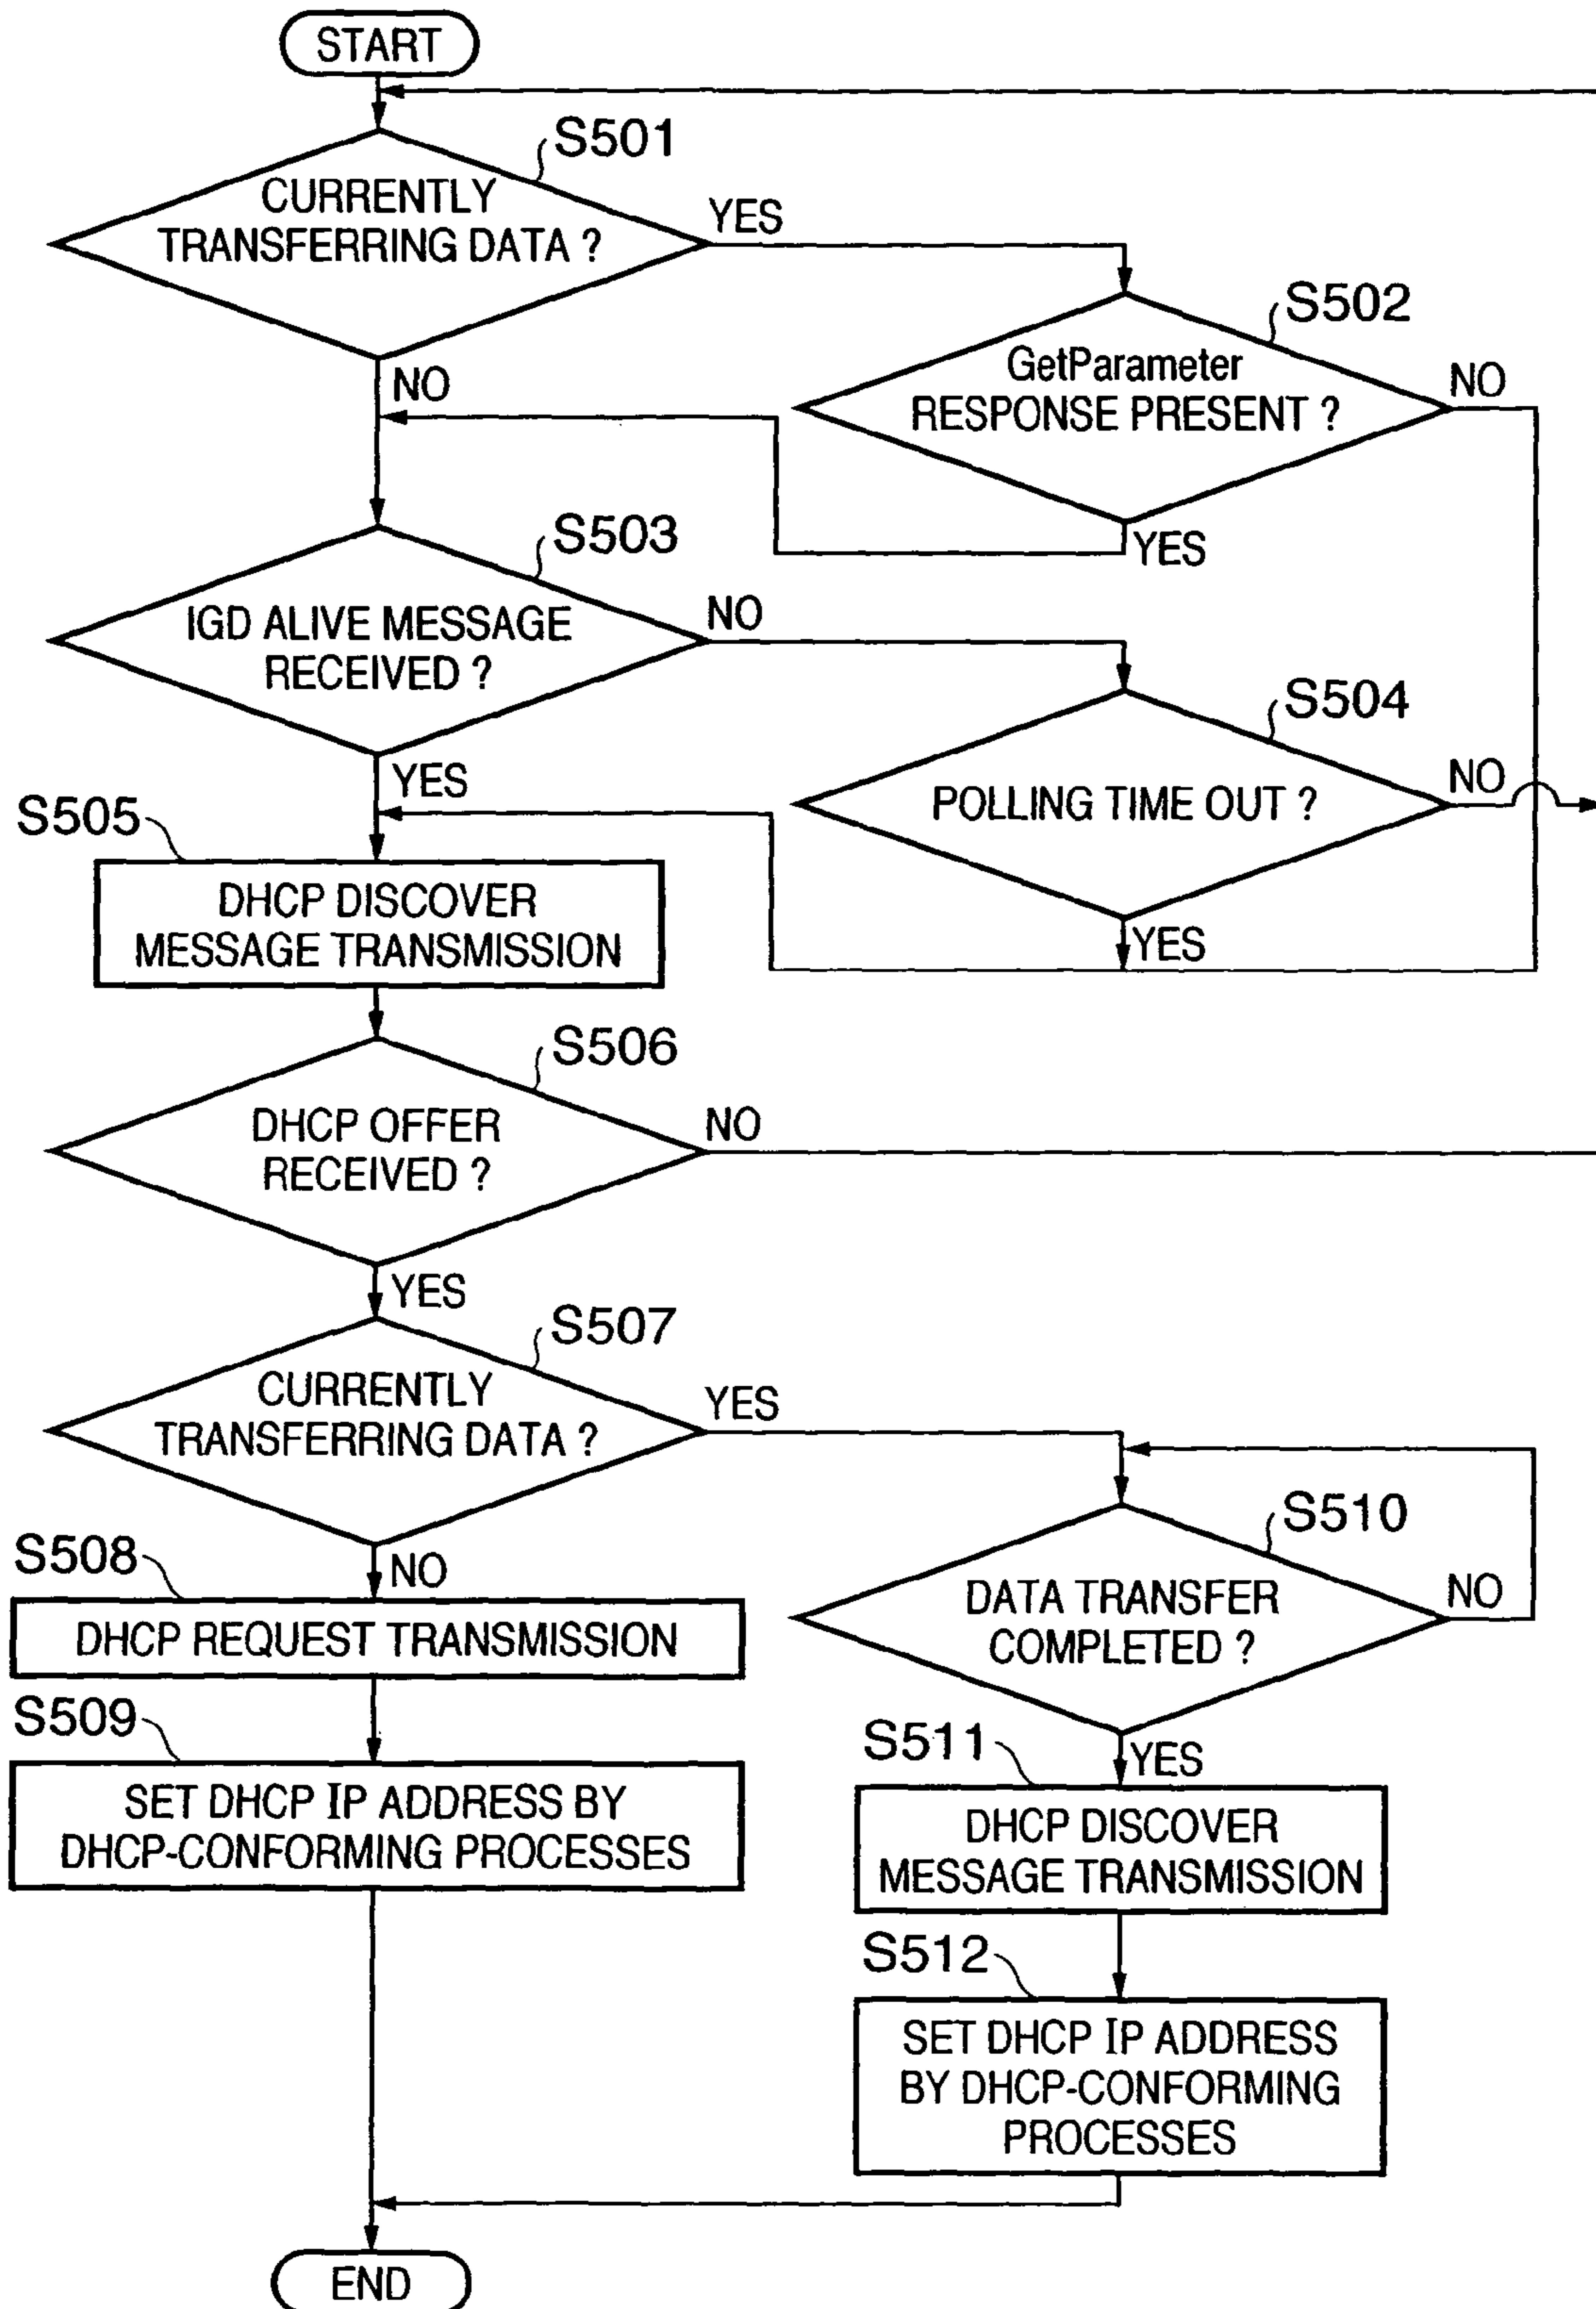 START
S501
CURRENTLY
TRANSFERRING DATA ?
YES
NO
S502
GetParameter
RESPONSE PRESENT ?
NO
YES
S503
IGD ALIVE MESSAGE
RECEIVED ?
NO
YES
S504
POLLING TIME OUT ?
NO
YES
S505
DHCP DISCOVER
MESSAGE TRANSMISSION
S506
DHCP OFFER
RECEIVED ?
NO
YES
S507
CURRENTLY
TRANSFERRING DATA ?
YES
NO
S508
DHCP REQUEST TRANSMISSION
S509
SET DHCP IP ADDRESS BY
DHCP-CONFORMING PROCESSES
S510
DATA TRANSFER
COMPLETED ?
NO
YES
S511
DHCP DISCOVER
MESSAGE TRANSMISSION
S512
SET DHCP IP ADDRESS
BY DHCP-CONFORMING
PROCESSES
END